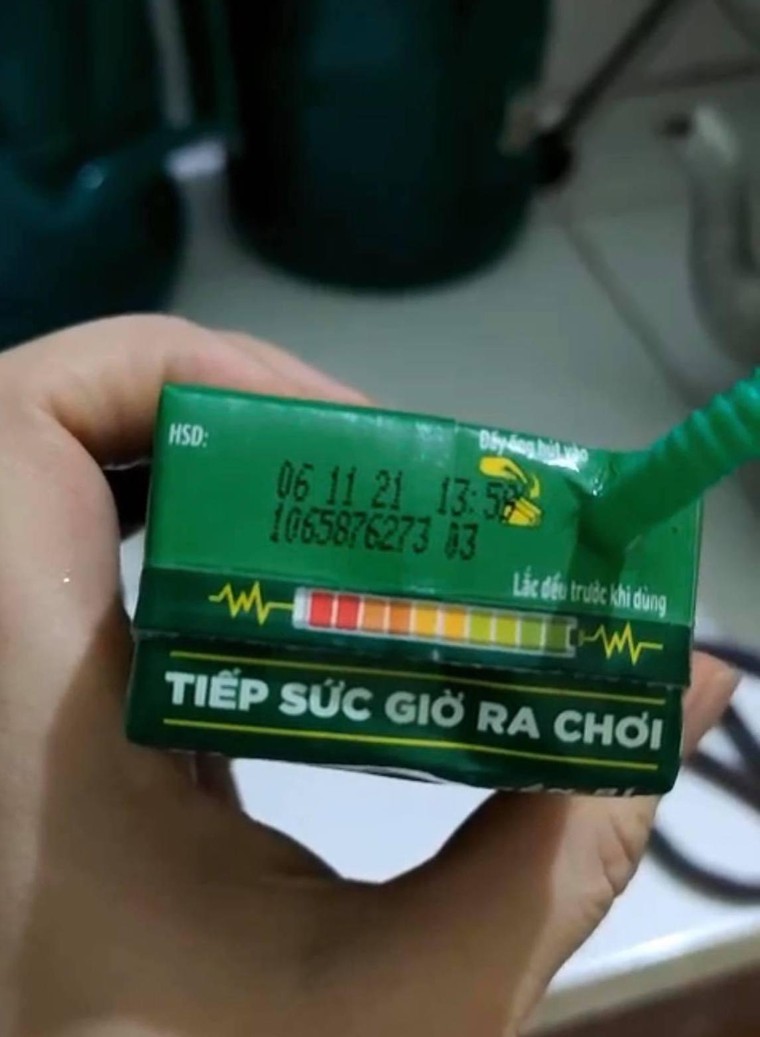 HSD:
Đẩy ống hút vào
06 11 21 13:58
1065876273 03
Lắc đều trước khi dùng
TIẾP SỨC GIỜ RA CHƠI